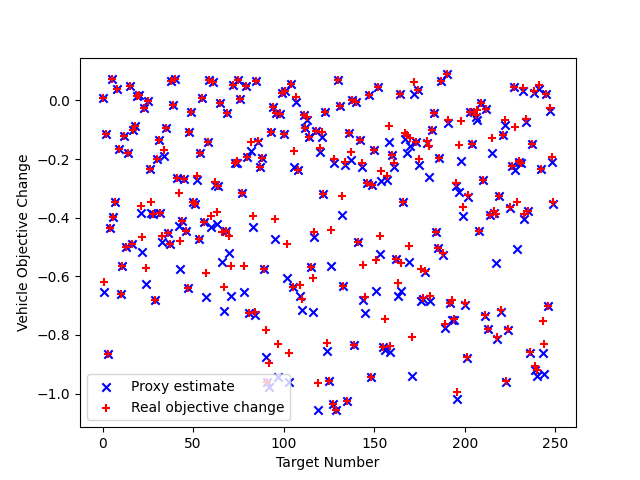 0.0
−0.2
−0.4
−0.6
−0.8
−1.0
Vehicle Objective Change
Proxy estimate
Real objective change
0 50 100 150 200 250
Target Number